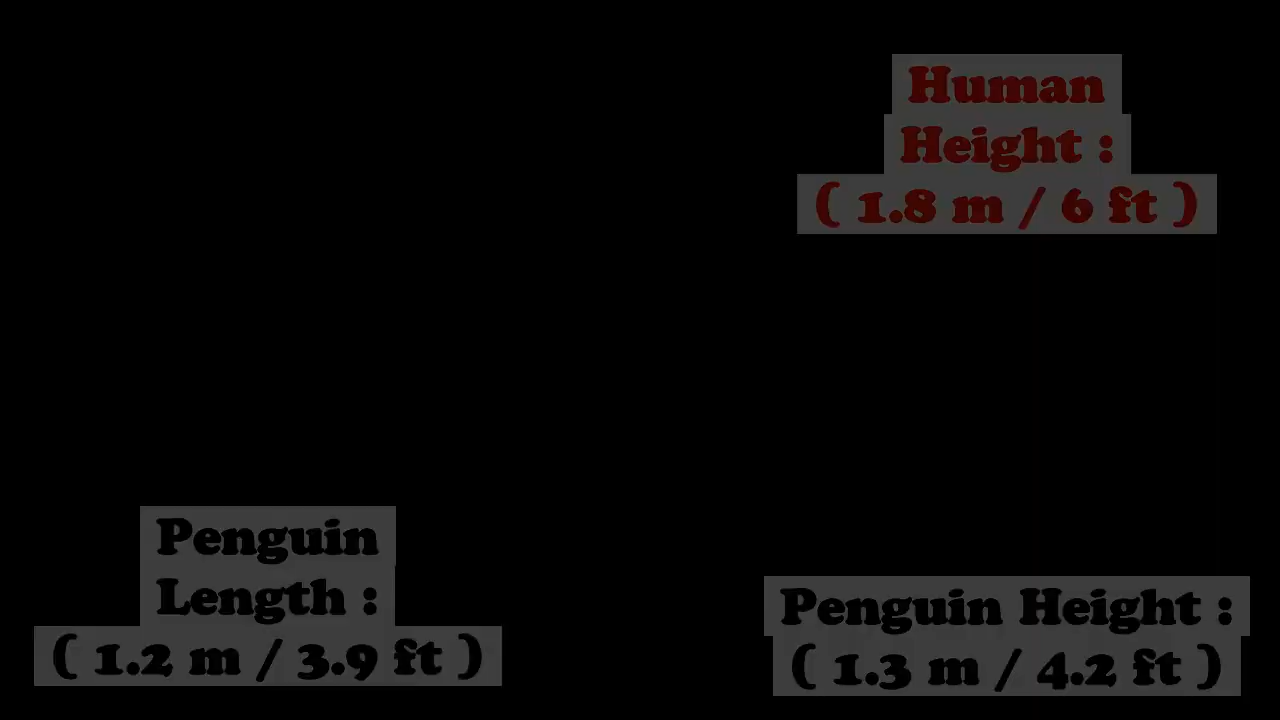 Human
Height :
( 1.8 m / 6 ft )
Penguin
Length :
( 1.2 m / 3.9 ft )
Penguin Height :
( 1.3 m / 4.2 ft )